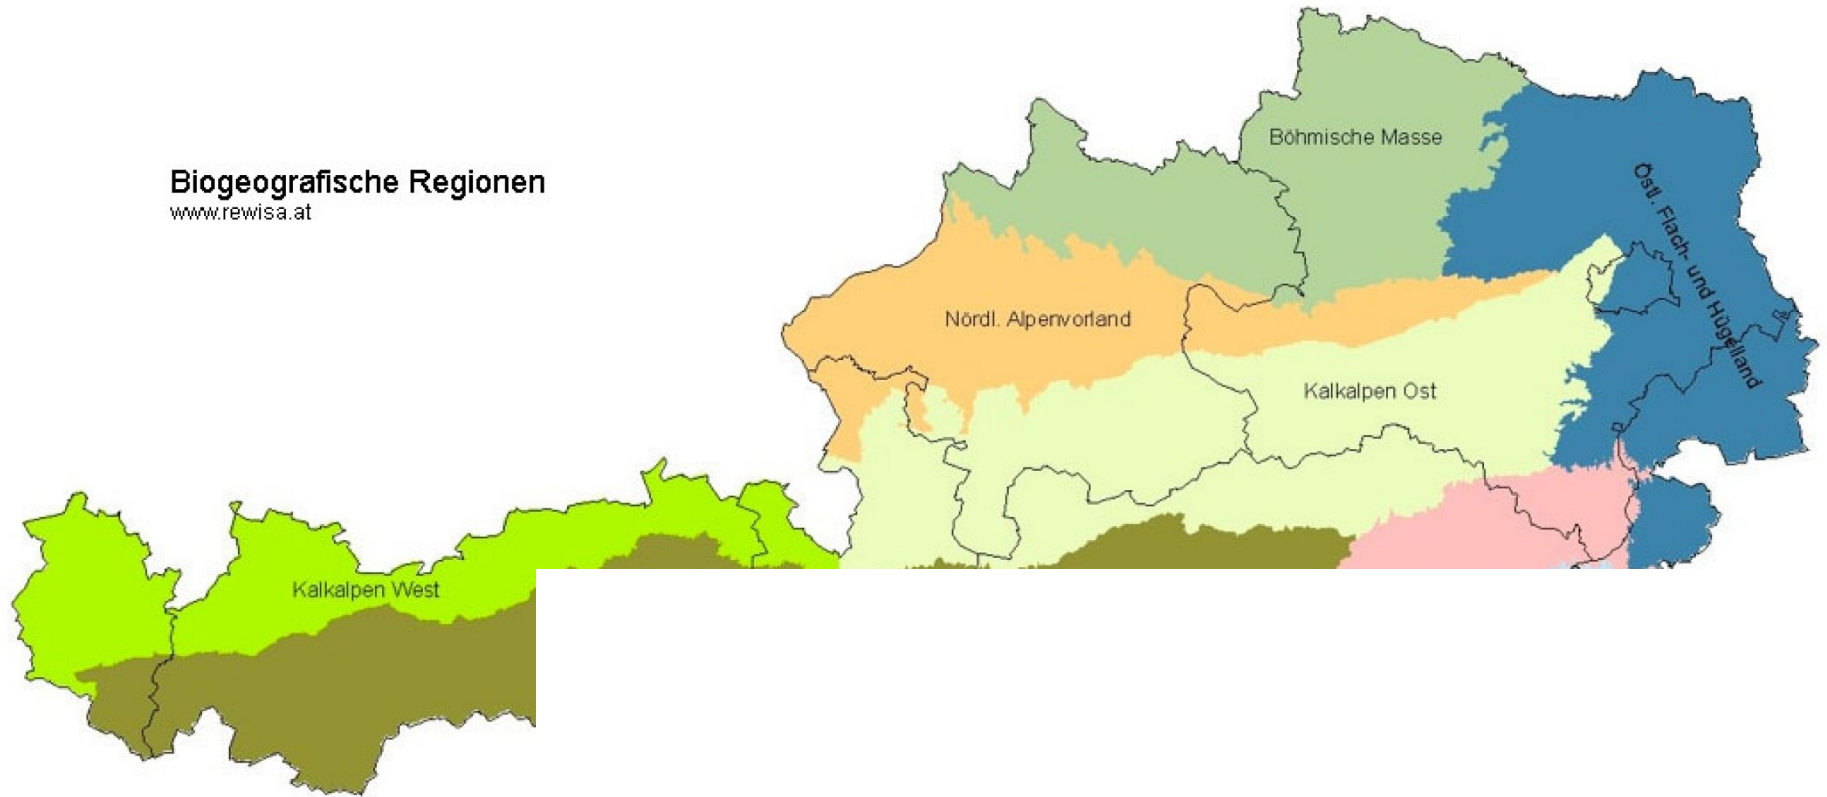 Biogeografische Regionen
www.rewisa.at
Böhmische Masse
Östl. Flach- und Hügelland
Nördl. Alpenvorland
Kalkalpen Ost
Kalkalpen West